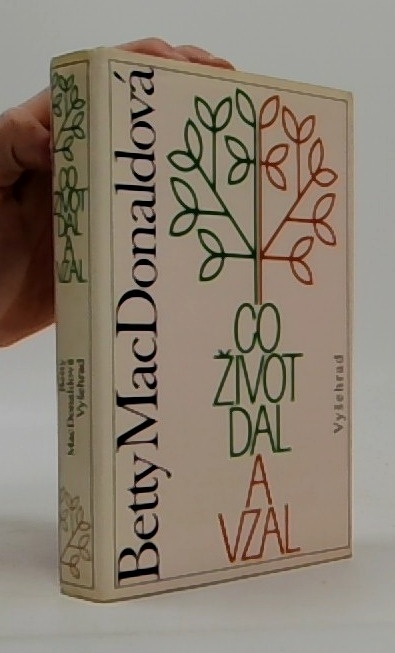 Betty MacDonaldová
CO
ŽIVOT
DAL
A
VZAL
Vyšehrad
CO
ŽIVOT
DAL
A
VZAL
Betty
MacDonaldová
Vyšehrad